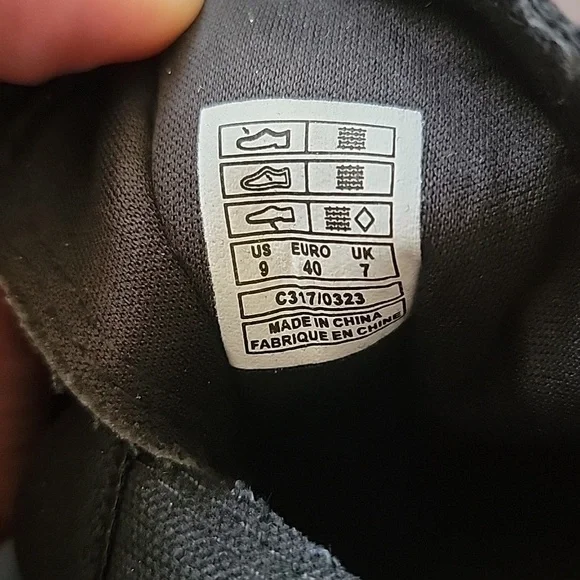 US EURO UK
9 40 7
C317/0323
MADE IN CHINA
FABRIQUE EN CHINE